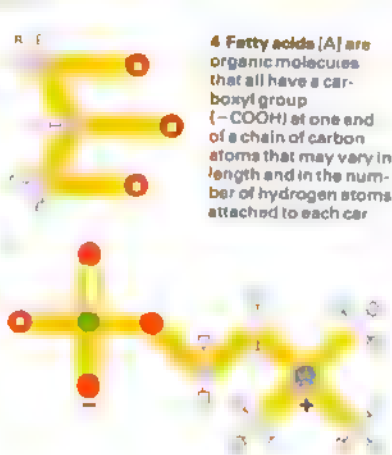 4 Fatty acids [A] are
organic molecules
that all have a car-
boxyl group
(–COOH) at one end
of a chain of carbon
atoms that may vary in
length and in the num-
ber of hydrogen atoms
attached to each car